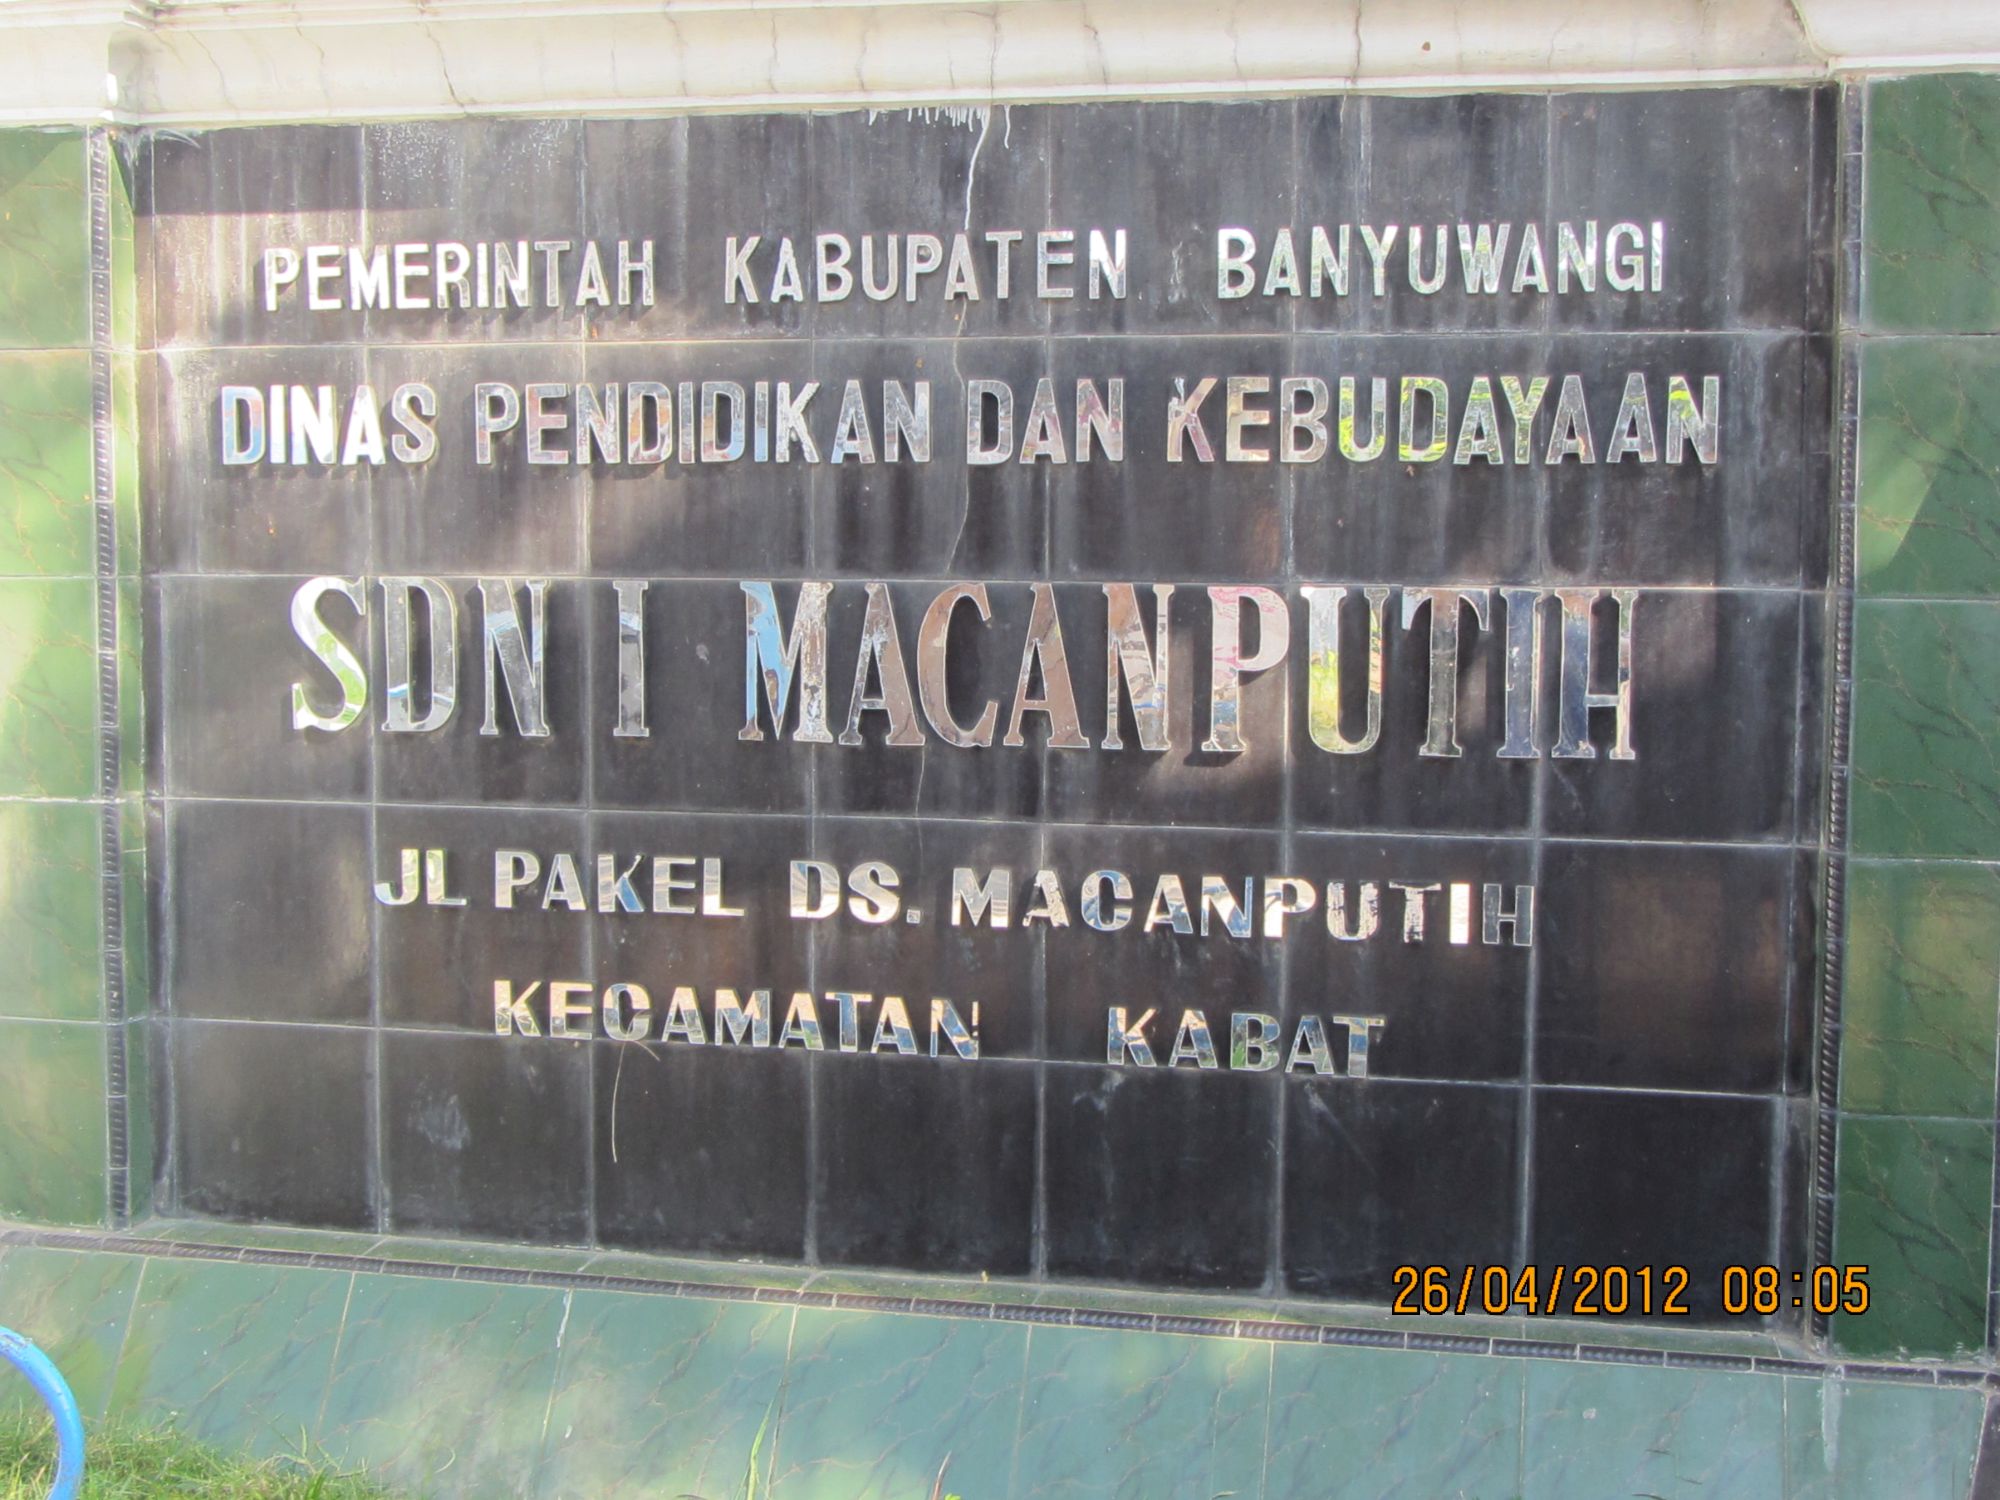 PEMERINTAH KABUPATEN BANYUWANGI
DINAS PENDIDIKAN DAN KEBUDAYAAN
SDN I MACANPUTIH
JL PAKEL DS. MACANPUTIH
KECAMATAN KABAT
26/04/2012 08:05